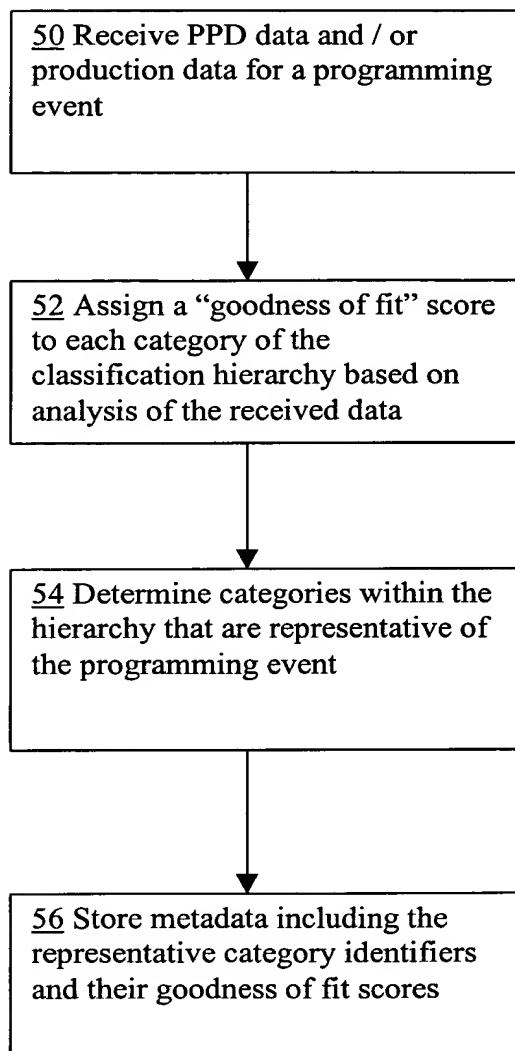 50 Receive PPD data and / or
production data for a programming
event
52 Assign a “goodness of fit” score
to each category of the
classification hierarchy based on
analysis of the received data
54 Determine categories within the
hierarchy that are representative of
the programming event
56 Store metadata including the
representative category identifiers
and their goodness of fit scores